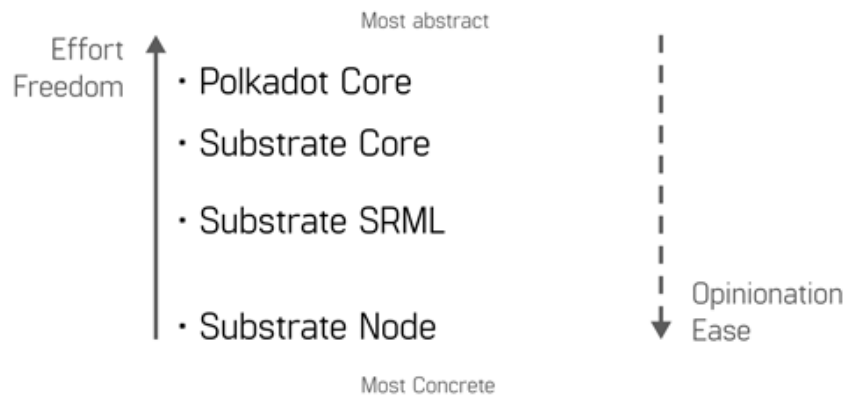 Most abstract
Effort
Freedom
· Polkadot Core
· Substrate Core
· Substrate SRML
· Substrate Node
Opinionation
Ease
Most Concrete